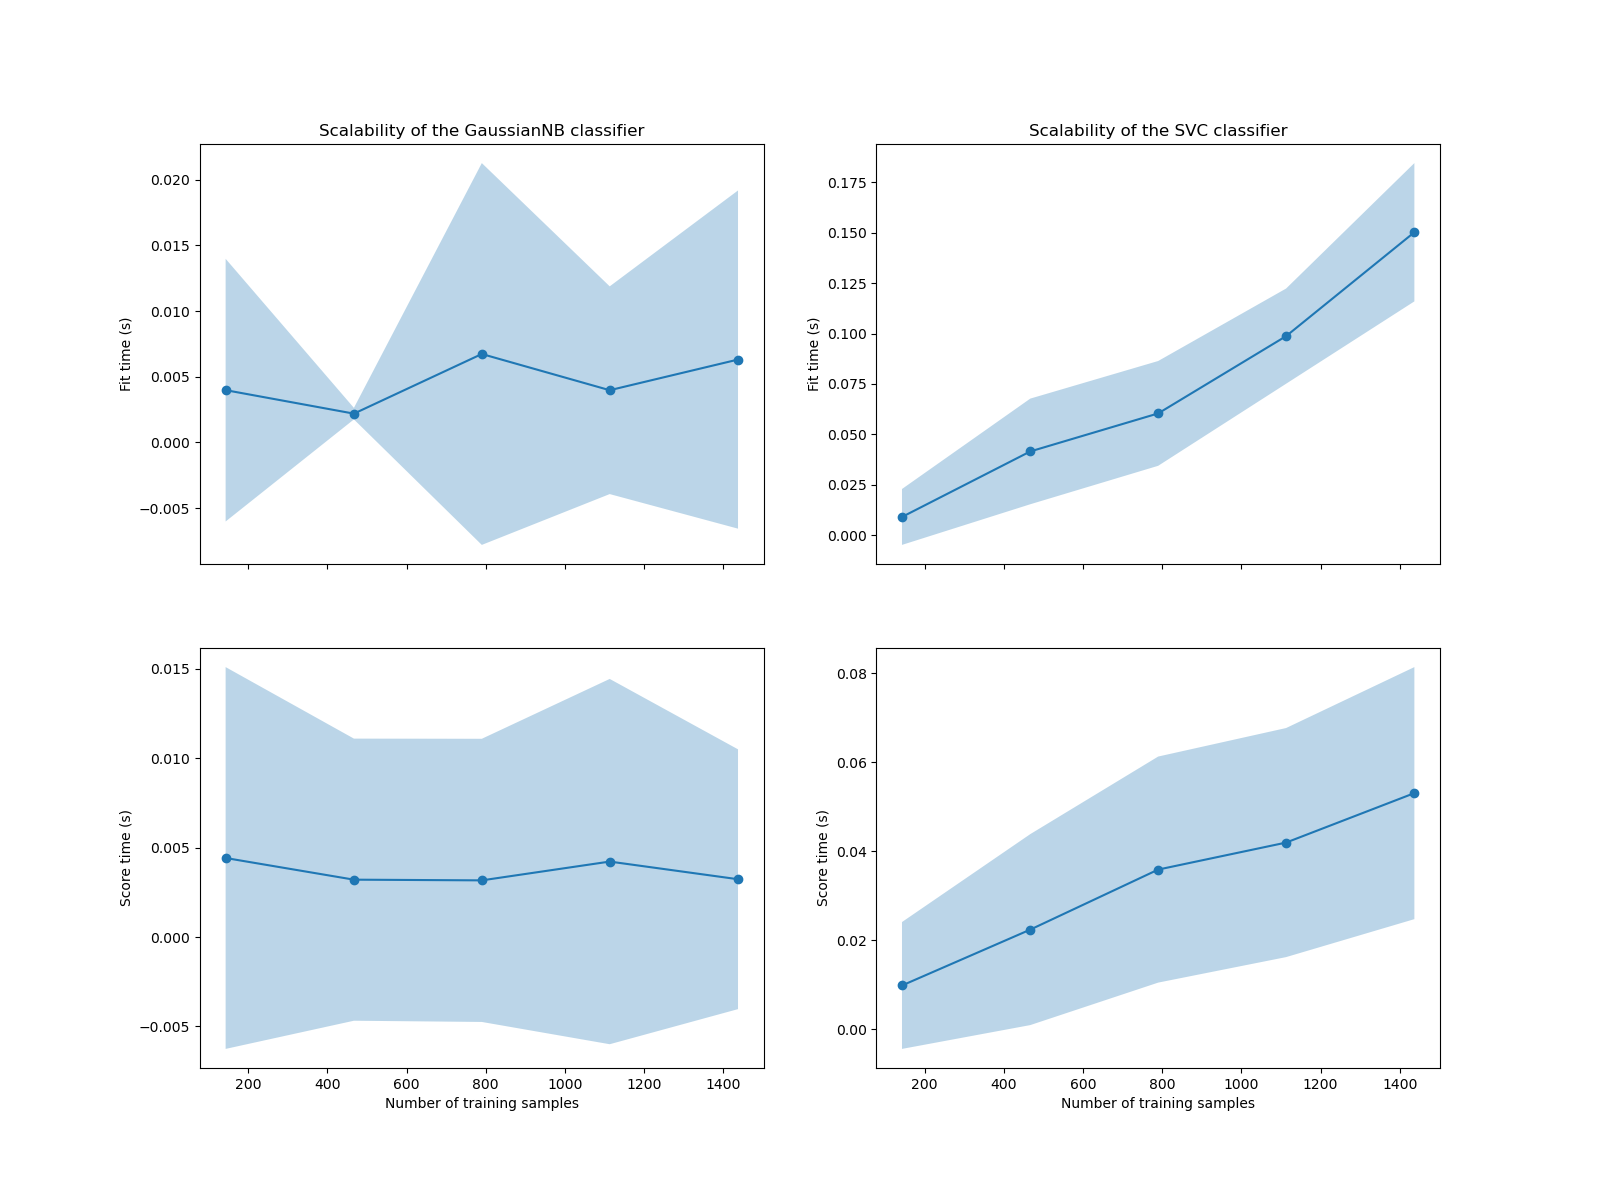 Scalability of the GaussianNB classifier
Fit time (s)
0.020
0.015
0.010
0.005
0.000
−0.005
Scalability of the SVC classifier
Fit time (s)
0.175
0.150
0.125
0.100
0.075
0.050
0.025
0.000
Score time (s)
0.015
0.010
0.005
0.000
−0.005
200 400 600 800 1000 1200 1400
Number of training samples
Score time (s)
0.08
0.06
0.04
0.02
0.00
200 400 600 800 1000 1200 1400
Number of training samples